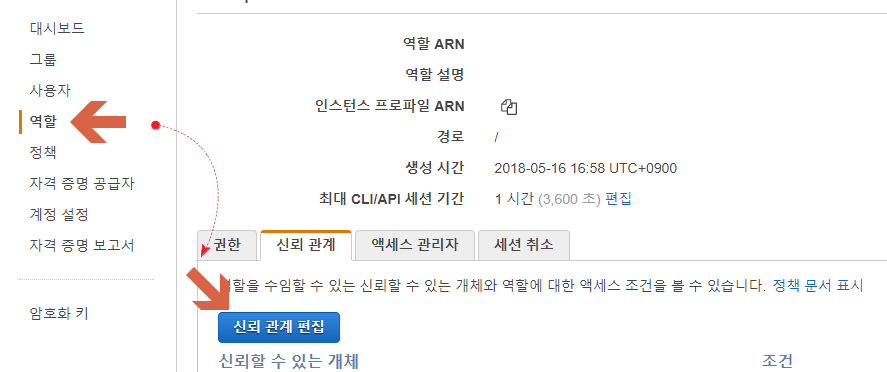 대시보드
그룹
사용자
역할
정책
자격 증명 공급자
계정 설정
자격 증명 보고서
암호화 키
역할 ARN
역할 설명
인스턴스 프로파일 ARN
경로 /
생성 시간 2018-05-16 16:58 UTC+0900
최대 CLI/API 세션 기간 1 시간 (3,600 초) 편집
권한 신뢰 관계 액세스 관리자 세션 취소
역할을 수임할 수 있는 신뢰할 수 있는 개체와 역할에 대한 액세스 조건을 볼 수 있습니다. 정책 문서 표시
신뢰 관계 편집
신뢰할 수 있는 개체 조건